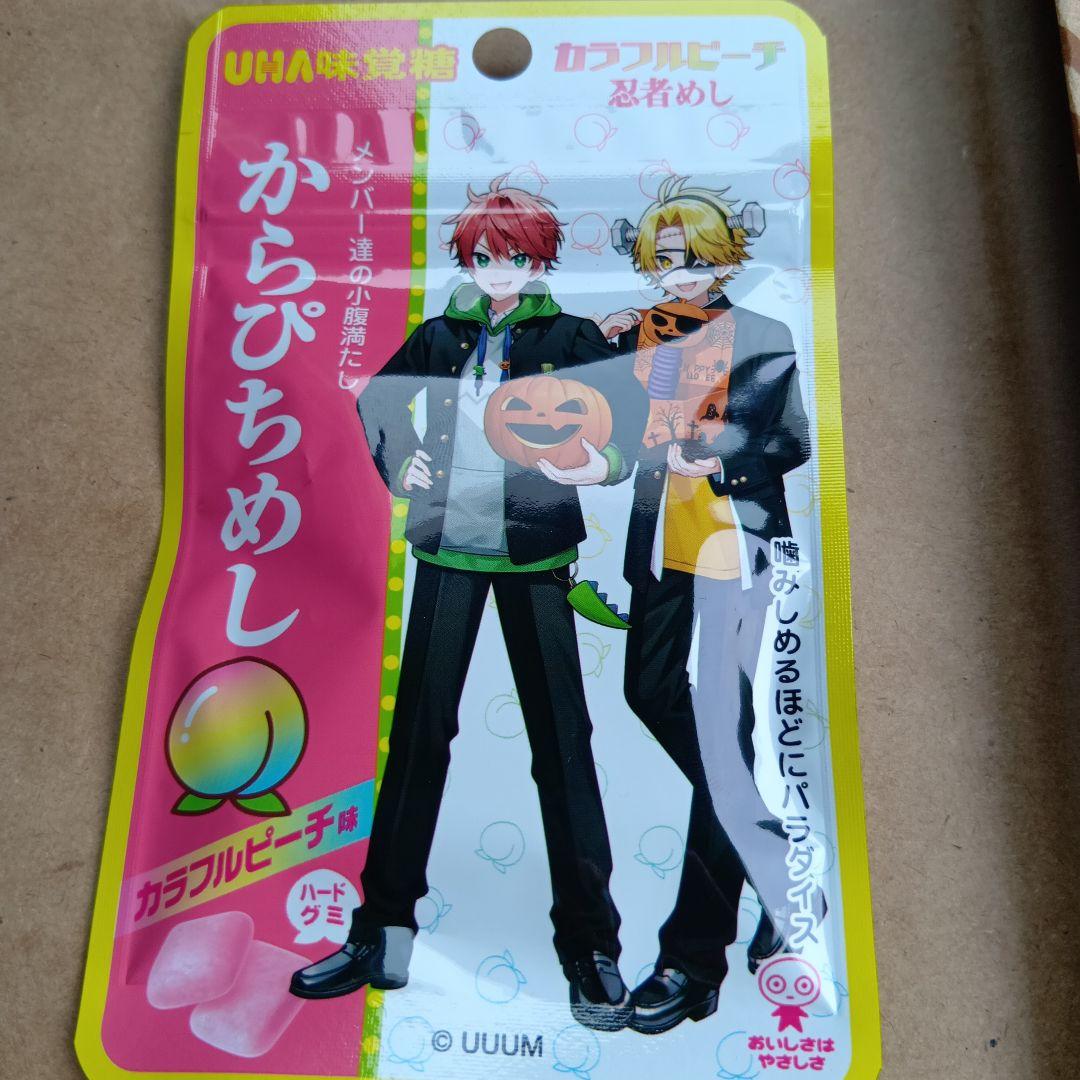 UHA味覚糖
カラフルピーチ
忍者めし
からぴちめし
メンバー達の小腹満たし
噛みしめるほどにパラダイス
カラフルピーチ味
ハード
グミ
© UUUM
おいしさは
やさしさ